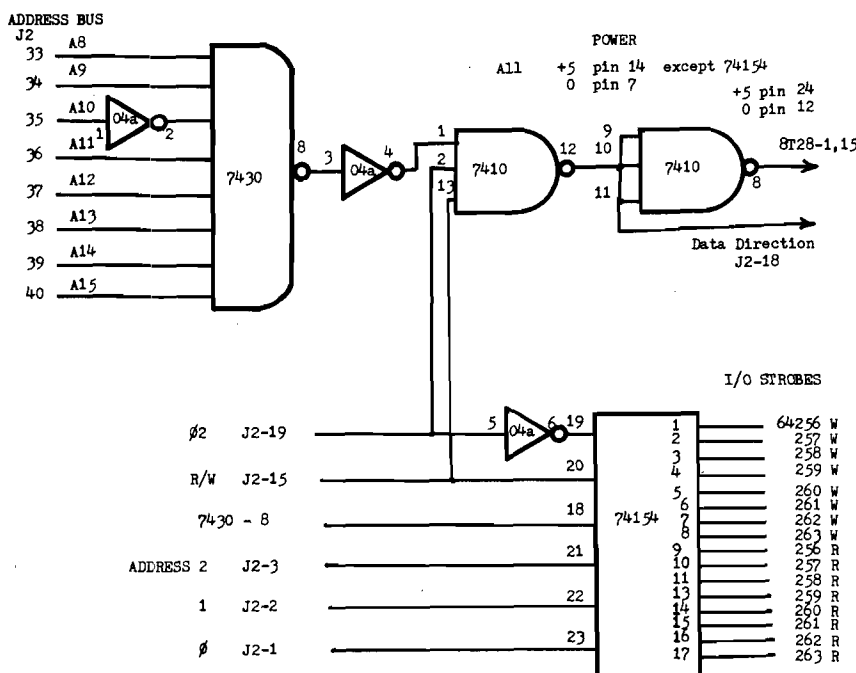 ADDRESS BUS
J2
33 A8
34 A9
35 A10
36 A11
37 A12
38 A13
39 A14
40 A15
1 04a 2
7430
8
3 04a 4
1
2
13
7410
12
9
10
11
7410
8
8T28-1,15
Data Direction
J2-18
POWER
All +5 pin 14 except 74154
0 pin 7
+5 pin 24
0 pin 12
I/O STROBES
Ø2 J2-19
R/W J2-15
7430 - 8
ADDRESS 2 J2-3
1 J2-2
Ø J2-1
5 04a 6 19
20
18
21
22
23
74154
1 64256 W
2 257 W
3 258 W
4 259 W
5 260 W
6 261 W
7 262 W
8 263 W
9 256 R
10 257 R
11 258 R
13 259 R
14 260 R
15 261 R
16 262 R
17 263 R